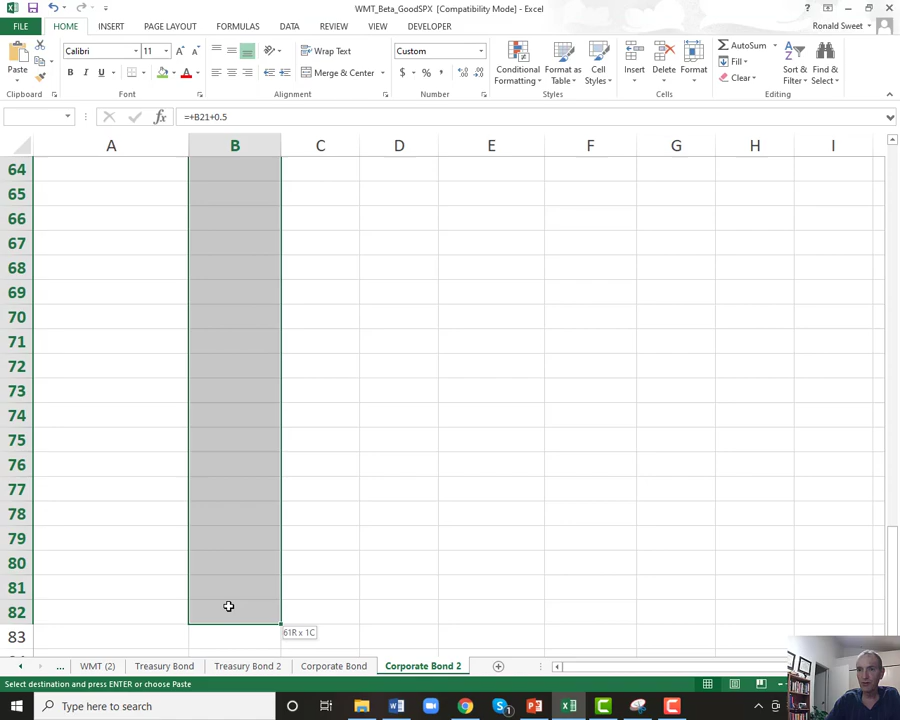 WMT_Beta_GoodSPX [Compatibility Mode] - Excel
FILE HOME INSERT PAGE LAYOUT FORMULAS DATA REVIEW VIEW DEVELOPER Ronald Sweet
Calibri 11 Wrap Text Custom AutoSum
Fill
Paste B I U Merge & Center $ % , Conditional Formatting Format as Table Cell Styles Insert Delete Format Clear Sort & Filter Find & Select
Clipboard Font Alignment Number Styles Cells Editing
=+B21+0.5
A B C D E F G H I
64
65
66
67
68
69
70
71
72
73
74
75
76
77
78
79
80
81
82
61R x 1C
83
... WMT (2) Treasury Bond Treasury Bond 2 Corporate Bond Corporate Bond 2
Select destination and press ENTER or choose Paste
Type here to search